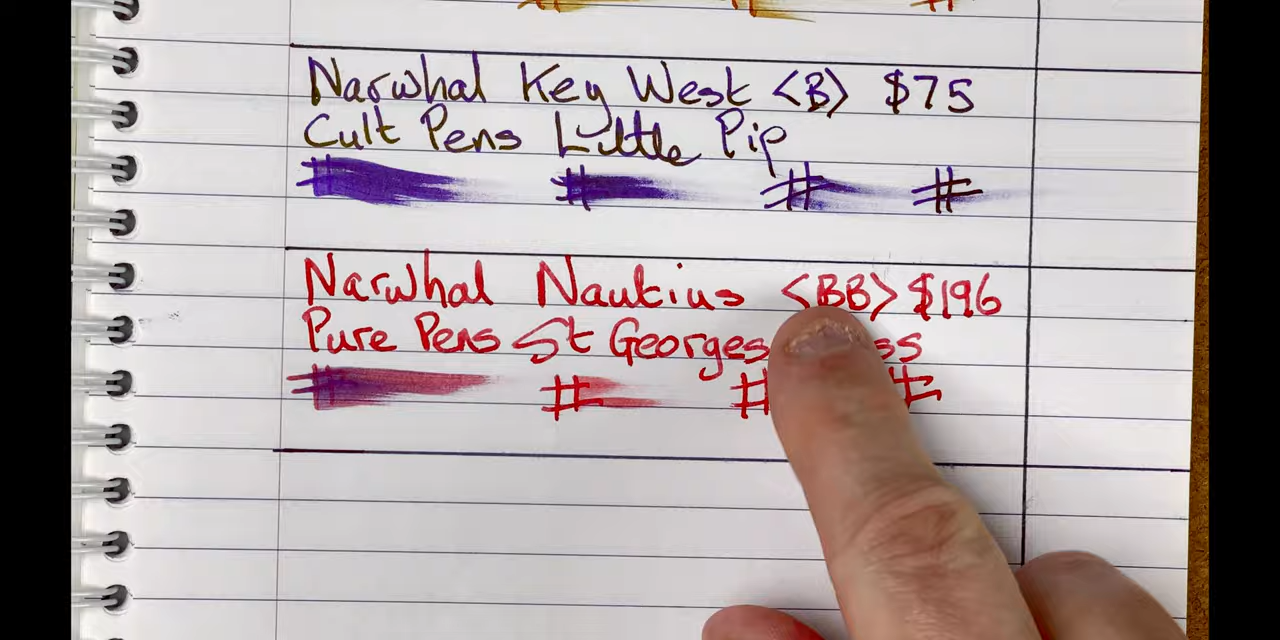 Narwhal Key West <B> $75
Cult Pens Little Pip
# # # #
Narwhal Nautius <BB> $196
Pure Pens St Georges
# # # #